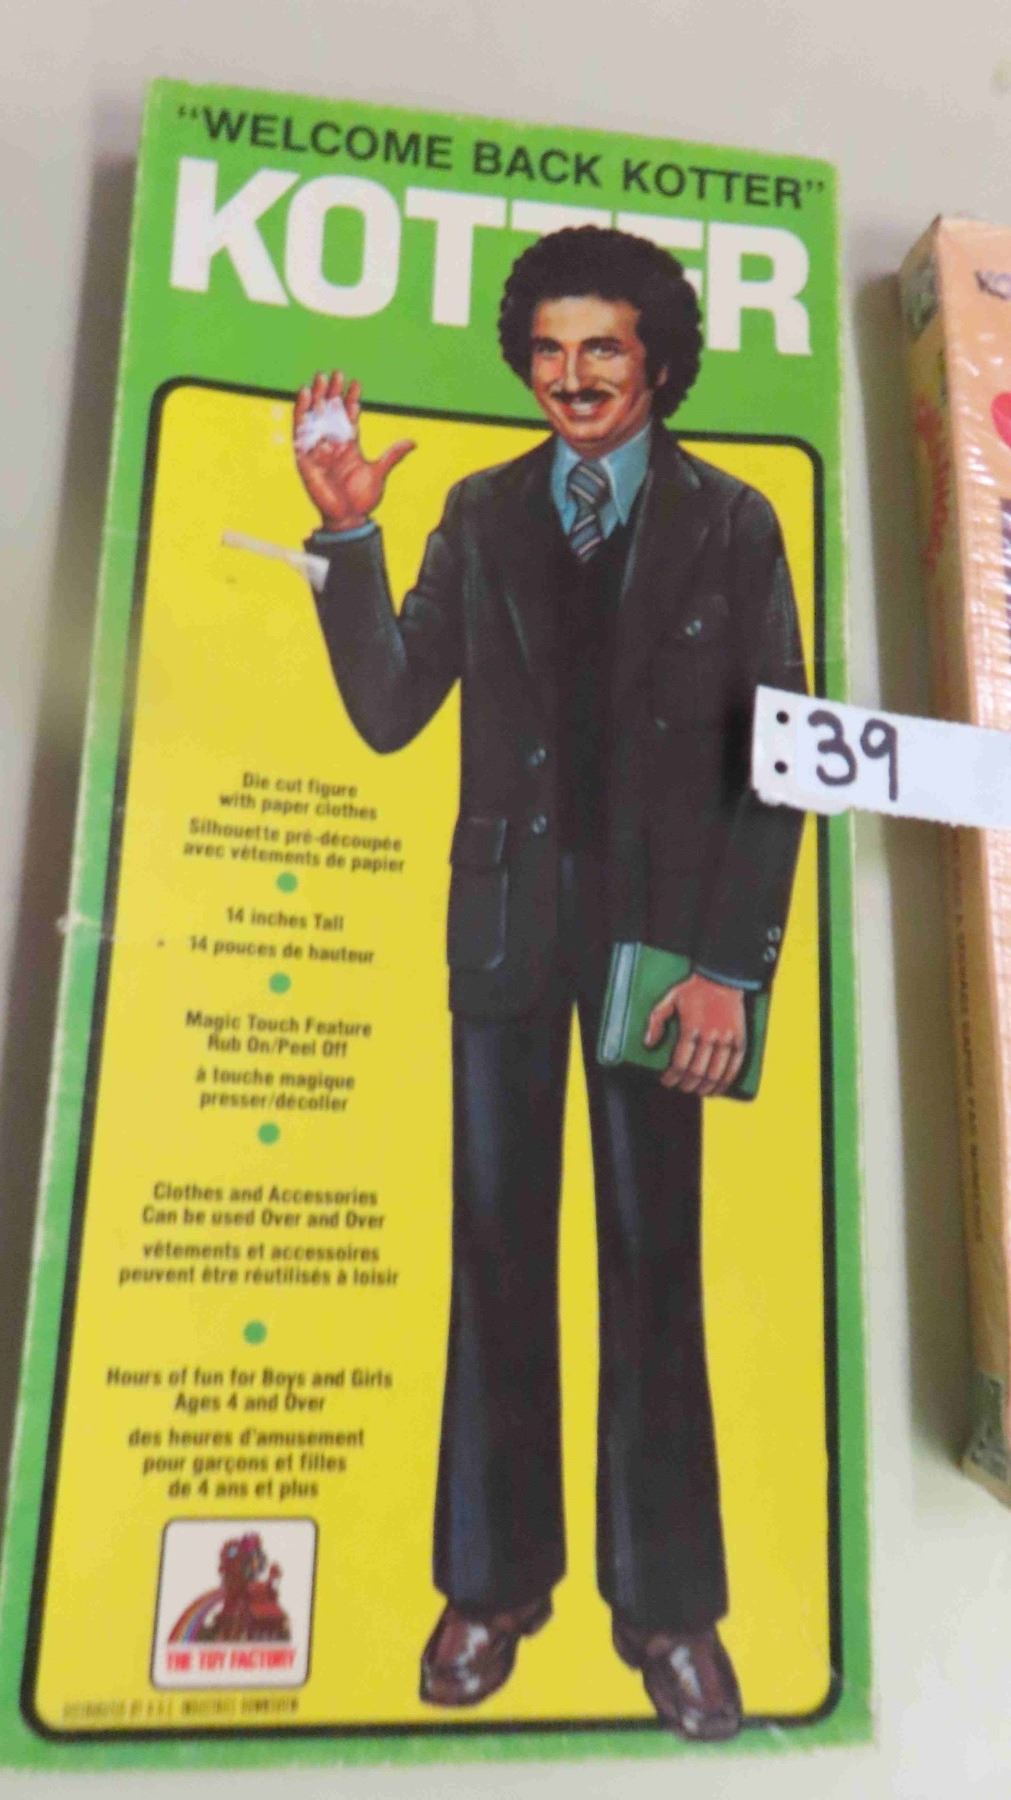 “WELCOME BACK KOTTER”
KOTTER
Die cut figure
with paper clothes
Silhouette pré-découpée
avec vêtements de papier
14 inches Tall
14 pouces de hauteur
Magic Touch Feature
Rub On/Peel Off
à touche magique
presser/décoller
Clothes and Accessories
Can be used Over and Over
vêtements et accessoires
peuvent être réutilisés à loisir
Hours of fun for Boys and Girls
Ages 4 and Over
des heures d'amusement
pour garçons et filles
de 4 ans et plus
THE TOY FACTORY
39